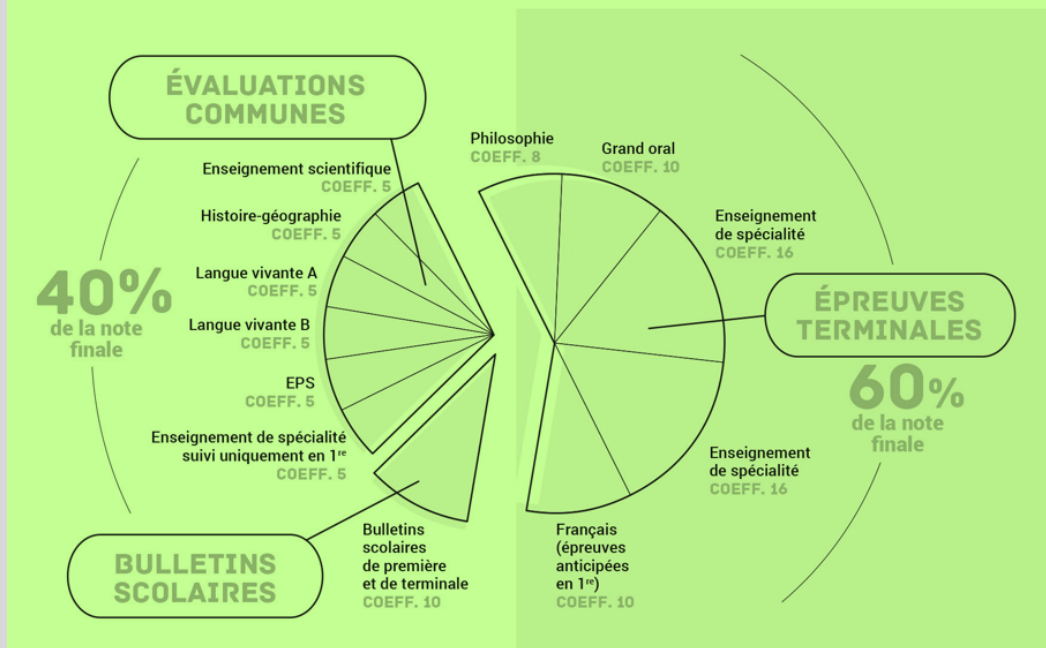 ÉVALUATIONS
COMMUNES
Enseignement scientifique
COEFF. 5
Histoire-géographie
COEFF. 5
Langue vivante A
COEFF. 5
Langue vivante B
COEFF. 5
EPS
COEFF. 5
Enseignement de spécialité
suivi uniquement en 1re
COEFF. 5
40%
de la note
finale
BULLETINS
SCOLAIRES
Bulletins
scolaires
de première
et de terminale
COEFF. 10
Philosophie
COEFF. 8
Grand oral
COEFF. 10
Enseignement
de spécialité
COEFF. 16
ÉPREUVES
TERMINALES
60%
de la note
finale
Enseignement
de spécialité
COEFF. 16
Français
(épreuves
anticipées
en 1re)
COEFF. 10